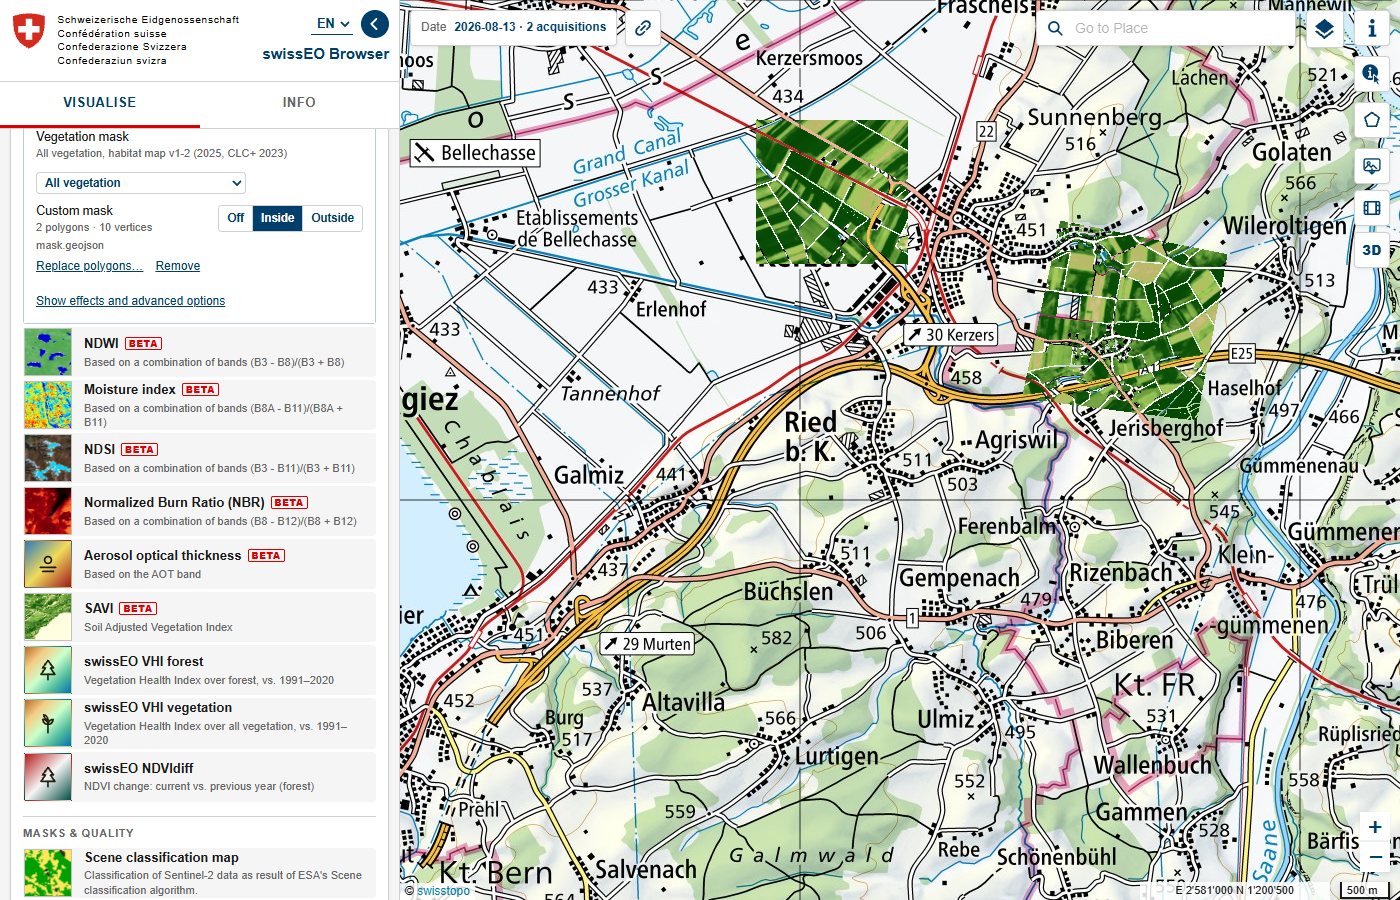 Schweizerische Eidgenossenschaft
Confédération suisse
Confederazione Svizzera
Confederaziun svizra
EN
swissEO Browser
VISUALISE
INFO
Vegetation mask
All vegetation, habitat map v1-2 (2025, CLC+ 2023)
All vegetation
Custom mask
2 polygons · 10 vertices
mask.geojson
Off
Inside
Outside
Replace polygons…
Remove
Show effects and advanced options
NDWI BETA
Based on a combination of bands (B3 - B8)/(B3 + B8)
Moisture index BETA
Based on a combination of bands (B8A - B11)/(B8A +
B11)
NDSI BETA
Based on a combination of bands (B3 - B11)/(B3 + B11)
Normalized Burn Ratio (NBR) BETA
Based on a combination of bands (B8 - B12)/(B8 + B12)
Aerosol optical thickness BETA
Based on the AOT band
SAVI BETA
Soil Adjusted Vegetation Index
swissEO VHI forest
Vegetation Health Index over forest, vs. 1991–2020
swissEO VHI vegetation
Vegetation Health Index over all vegetation, vs. 1991–
2020
swissEO NDVIdiff
NDVI change: current vs. previous year (forest)
MASKS & QUALITY
Scene classification map
Classification of Sentinel-2 data as result of ESA's Scene
classification algorithm.
Date 2026-08-13 · 2 acquisitions
Go to Place
3D
Fräschels
Kerzersmoos
434
Lachen
521
Sunnenberg
516
22
Golaten
566
Bellechasse
Grand Canal
Grosser Kanal
Etablissements
de Bellechasse
451
Wileroltigen
513
433
Erlenhof
433
30 Kerzers
E25
458
Haselhof
497
466
Tannenhof
giez
Chablais
Ried
b. K.
Agriswil
Jerisberghof
Galmiz
441
511
503
Gümmenenau
545
Ferenbalm
Gümmenen
511
437
Büchslen
Gempenach
Rizenbach
Klein-
gümmenen
479
476
1
ier
451
582
506
Biberen
29 Murten
537
Altavilla
Kt. FR
452
Burg
517
566
Ulmiz
531
495
Lurtigen
Wallenbuch
Rüplisried
558
552
559
Prehl
Gammen
528
Galmwald
Rebe
Schönenbühl
Salvenach
Kt. Bern
564
Saane
© swisstopo
E 2'581'000 N 1'200'500
500 m